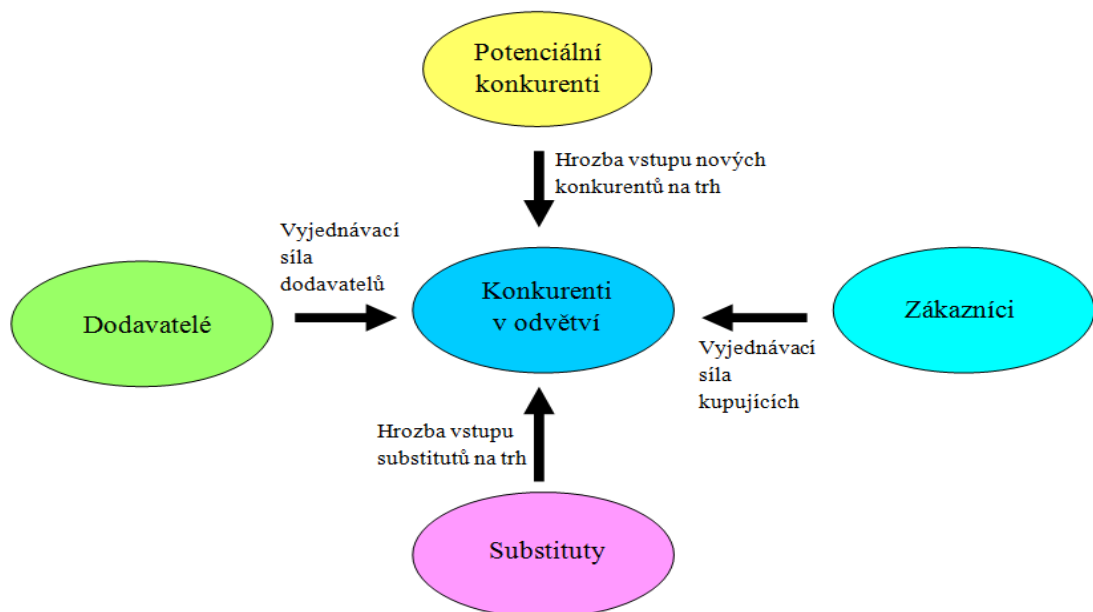 Potenciální
konkurenti
Hrozba vstupu nových
konkurentů na trh
Vyjednávací
síla
dodavatelů
Dodavatelé
Konkurenti
v odvětví
Zákazníci
Vyjednávací
síla
kupujících
Hrozba vstupu
substitutů na trh
Substituty